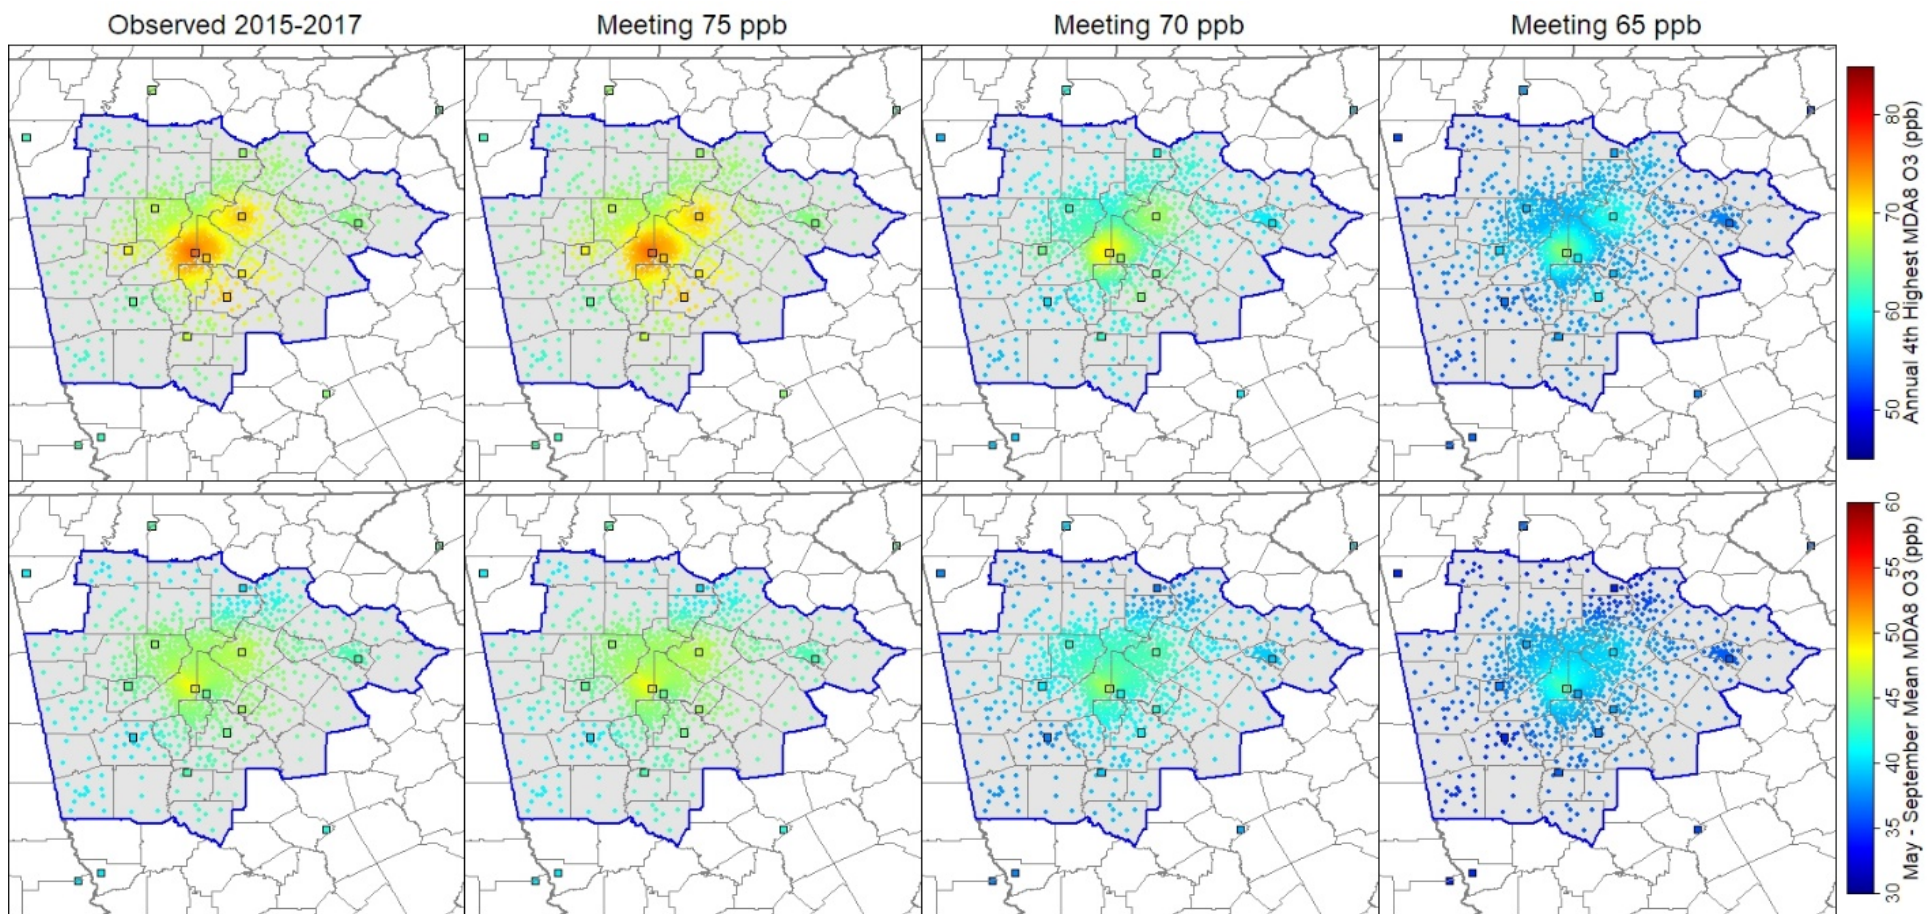 Observed 2015-2017
Meeting 75 ppb
Meeting 70 ppb
Meeting 65 ppb
80
70
60
50
Annual 4th Highest MDA8 O3 (ppb)
60
55
50
45
40
35
30
May - September Mean MDA8 O3 (ppb)